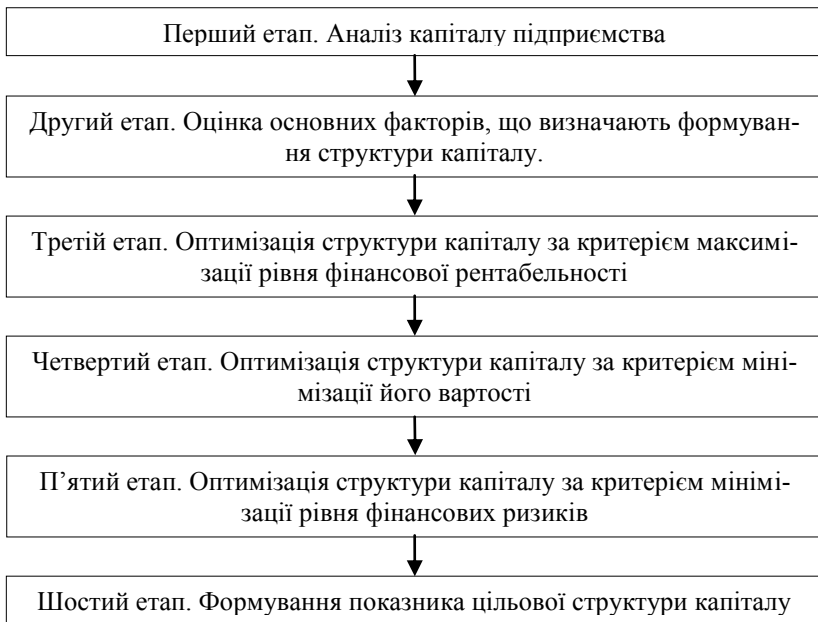 Перший етап. Аналіз капіталу підприємства
Другий етап. Оцінка основних факторів, що визначають формуван-
ня структури капіталу.
Третій етап. Оптимізація структури капіталу за критерієм максимі-
зації рівня фінансової рентабельності
Четвертий етап. Оптимізація структури капіталу за критерієм міні-
мізації його вартості
П’ятий етап. Оптимізація структури капіталу за критерієм мінімі-
зації рівня фінансових ризиків
Шостий етап. Формування показника цільової структури капіталу